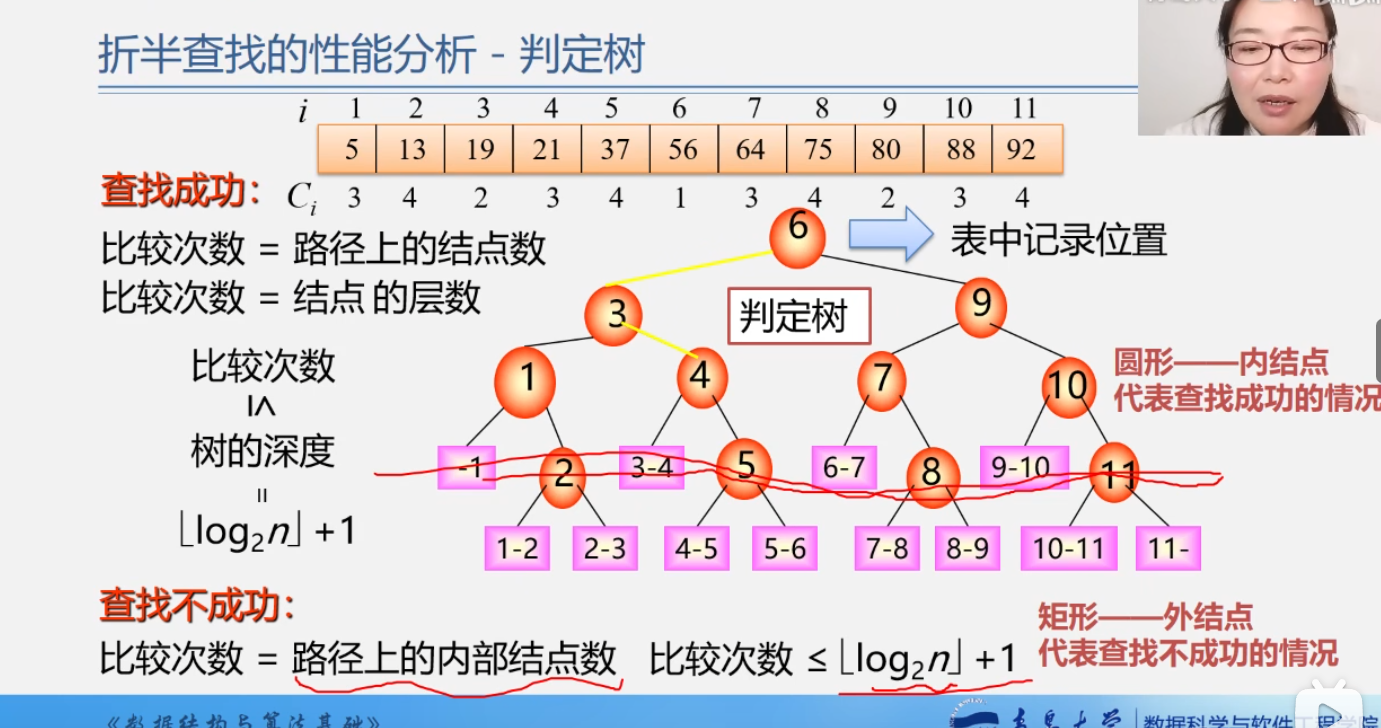 折半查找的性能分析 - 判定树
i 1 2 3 4 5 6 7 8 9 10 11
5 13 19 21 37 56 64 75 80 88 92
查找成功： Ci 3 4 2 3 4 1 3 4 2 3 4
比较次数 = 路径上的结点数
比较次数 = 结点的层数
6
表中记录位置
3
判定树
9
比较次数
≤
树的深度
=
⌊log₂n⌋ +1
1
4
7
10
圆形——内结点
代表查找成功的情况
-1
2
3-4
5
6-7
8
9-10
11
1-2
2-3
4-5
5-6
7-8
8-9
10-11
11-
查找不成功：
比较次数 = 路径上的内部结点数 比较次数 ≤ ⌊log₂n⌋ +1
矩形——外结点
代表查找不成功的情况
《数据结构与算法基础》
青岛大学 数据科学与软件工程学院